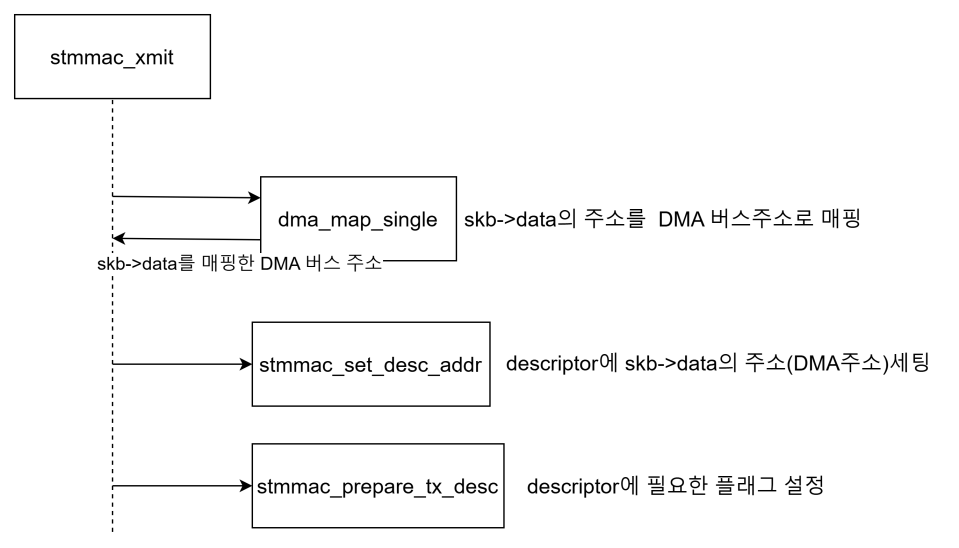 stmmac_xmit
dma_map_single
skb->data의 주소를 DMA 버스주소로 매핑
skb->data를 매핑한 DMA 버스 주소
stmmac_set_desc_addr
descriptor에 skb->data의 주소(DMA주소)세팅
stmmac_prepare_tx_desc
descriptor에 필요한 플래그 설정